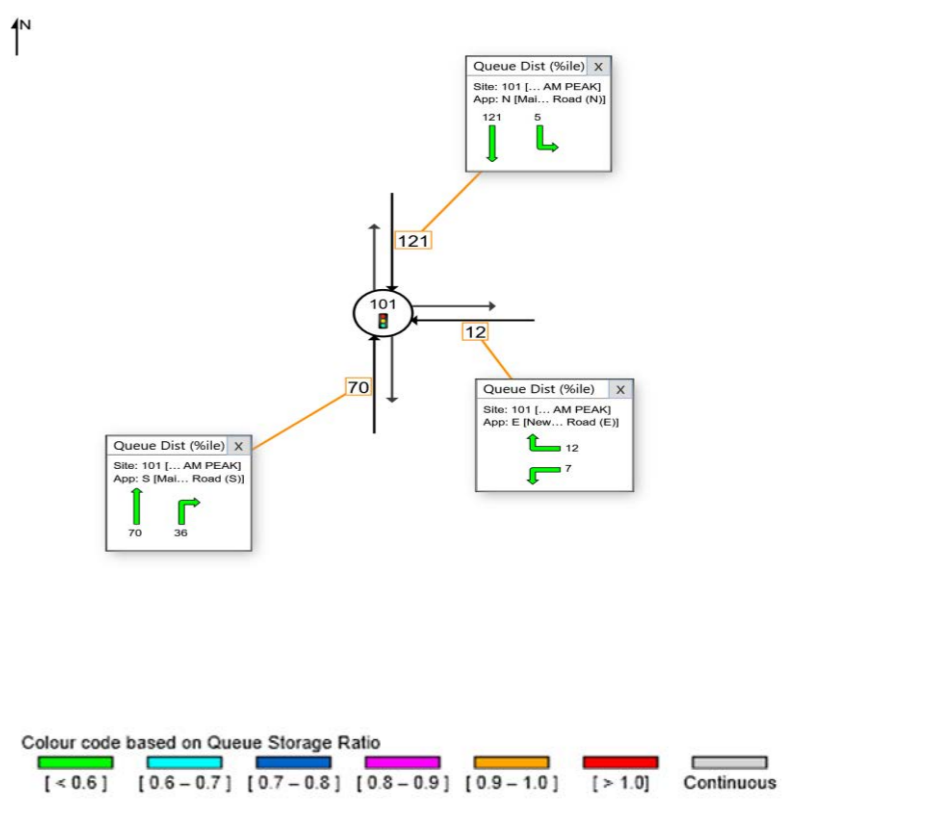 N
Queue Dist (%ile) X
Site: 101 [... AM PEAK]
App: N [Mai... Road (N)]
121 5
121
101
12
70
Queue Dist (%ile) X
Site: 101 [... AM PEAK]
App: E [New... Road (E)]
12
7
Queue Dist (%ile) X
Site: 101 [... AM PEAK]
App: S [Mai... Road (S)]
70 36
Colour code based on Queue Storage Ratio
[ < 0.6 ] [ 0.6 – 0.7 ] [ 0.7 – 0.8 ] [ 0.8 – 0.9 ] [ 0.9 – 1.0 ] [ > 1.0] Continuous